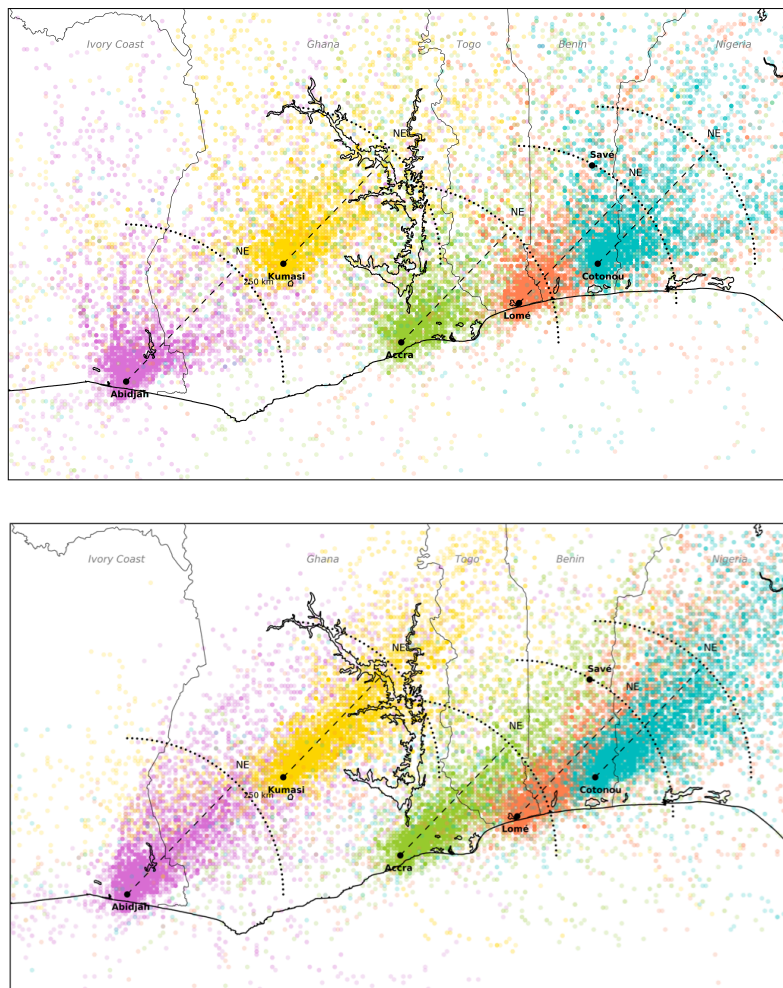 Ivory Coast Ghana Togo Benin Nigeria
NE NE
Savé
NE
NE
NE
Kumasi Cotonou
250 km
Lomé
Accra
Abidjan
Ivory Coast Ghana Togo Benin Nigeria
NE NE
Savé
NE
NE
NE
Kumasi Cotonou
250 km
Lomé
Accra
Abidjan